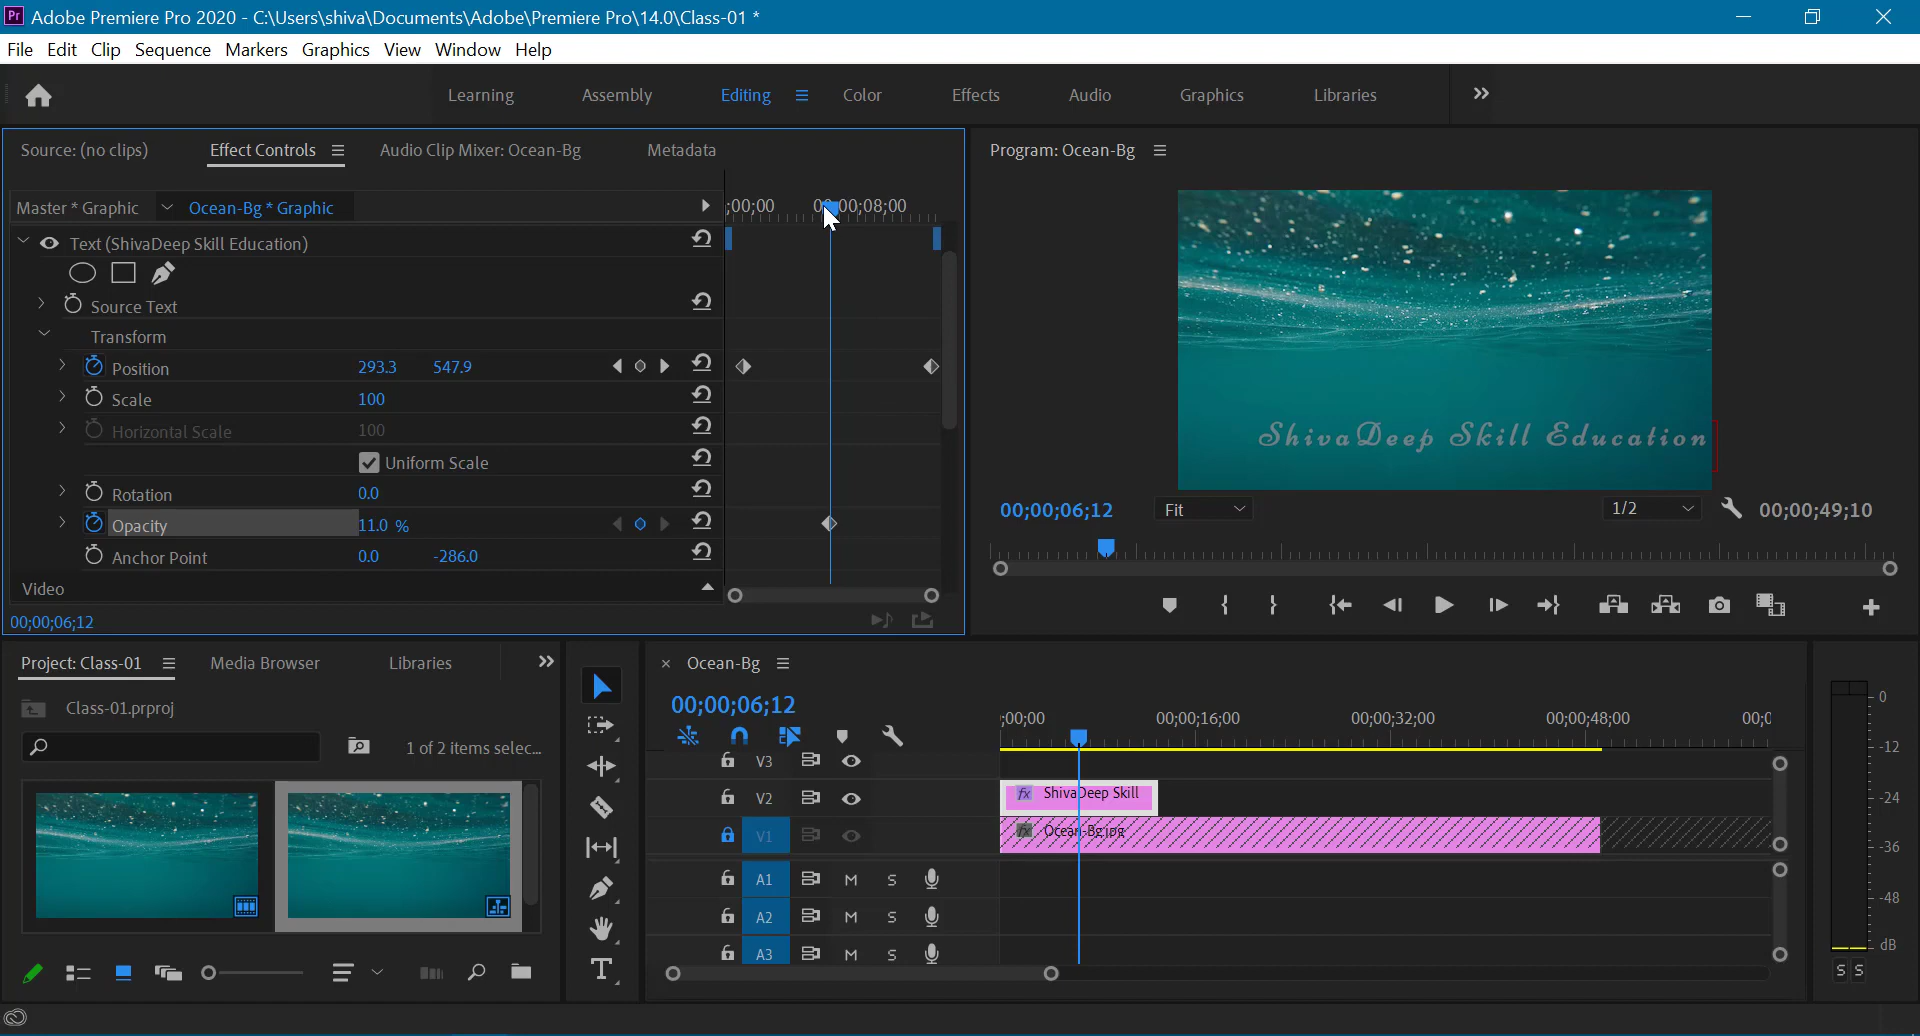 Pr Adobe Premiere Pro 2020 - C:\Users\shiva\Documents\Adobe\Premiere Pro\14.0\Class-01 *
File Edit Clip Sequence Markers Graphics View Window Help
Learning Assembly Editing Color Effects Audio Graphics Libraries
Source: (no clips) Effect Controls Audio Clip Mixer: Ocean-Bg Metadata
Program: Ocean-Bg
Master * Graphic Ocean-Bg * Graphic
;00;00 00;00;08;00
Text (ShivaDeep Skill Education)
Source Text
Transform
Position 293.3 547.9
Scale 100
Horizontal Scale 100
Uniform Scale
Rotation 0.0
Opacity 11.0 %
Anchor Point 0.0 -286.0
Video
00;00;06;12
ShivaDeep Skill Education
00;00;06;12 Fit 1/2 00;00;49;10
Project: Class-01 Media Browser Libraries
Class-01.prproj
1 of 2 items selec...
Ocean-Bg
00;00;06;12
;00;00 00;00;16;00 00;00;32;00 00;00;48;00 00;0
V3
V2 fx ShivaDeep Skill
V1 fx Ocean-Bg.jpg
A1 M S
A2 M S
A3 M S
T
0
-12
-24
-36
-48
dB
S S